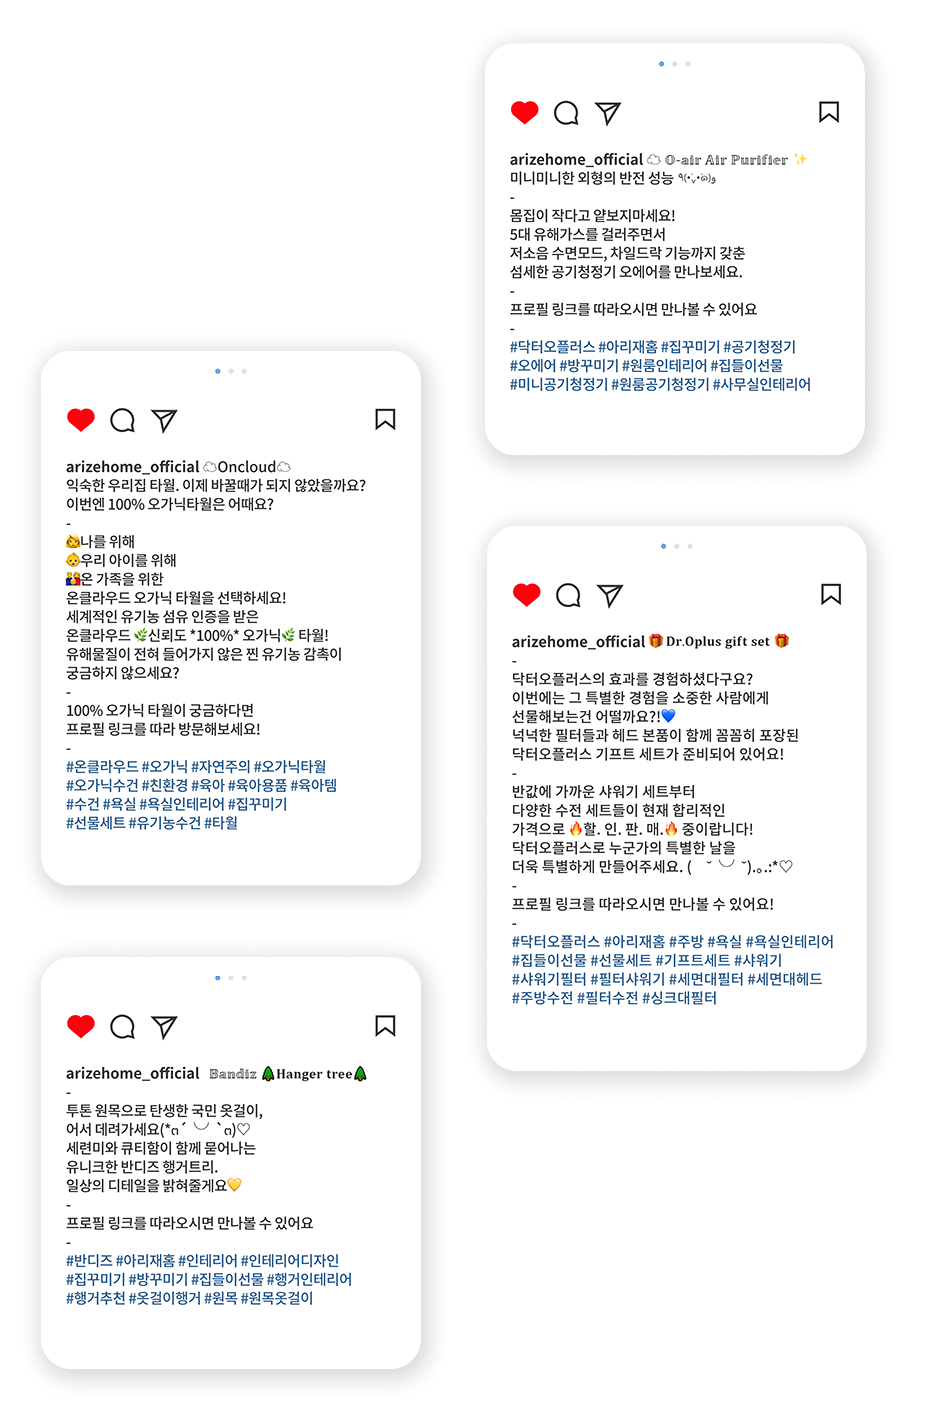 arizehome_official ☁️ 𝕆-𝕒𝕚𝕣 𝔸𝕚𝕣 ℙ𝕦𝕣𝕚𝕗𝕚𝕖𝕣 ✨
미니미니한 외형의 반전 성능
-
몸집이 작다고 얕보지마세요!
5대 유해가스를 걸러주면서
저소음 수면모드, 차일드락 기능까지 갖춘
섬세한 공기청정기 오에어를 만나보세요.
-
프로필 링크를 따라오시면 만나볼 수 있어요
-
#닥터오플러스 #아리재홈 #집꾸미기 #공기청정기
#오에어 #방꾸미기 #원룸인테리어 #집들이선물
#미니공기청정기 #원룸공기청정기 #사무실인테리어
arizehome_official ☁️Oncloud☁️
익숙한 우리집 타월. 이제 바꿀때가 되지 않았을까요?
이번엔 100% 오가닉타월은 어때요?
-
나를 위해
👶우리 아이를 위해
온 가족을 위한
온클라우드 오가닉 타월을 선택하세요!
세계적인 유기농 섬유 인증을 받은
온클라우드 🌿신뢰도 *100%* 오가닉🌿 타월!
유해물질이 전혀 들어가지 않은 찐 유기농 감촉이
궁금하지 않으세요?
-
100% 오가닉 타월이 궁금하다면
프로필 링크를 따라 방문해보세요!
-
#온클라우드 #오가닉 #자연주의 #오가닉타월
#오가닉수건 #친환경 #육아 #육아용품 #육아템
#수건 #욕실 #욕실인테리어 #집꾸미기
#선물세트 #유기농수건 #타월
arizehome_official 🎁 𝐃𝐫.𝐎𝐩𝐥𝐮𝐬 𝐠𝐢𝐟𝐭 𝐬𝐞𝐭 🎁
-
닥터오플러스의 효과를 경험하셨다구요?
이번에는 그 특별한 경험을 소중한 사람에게
선물해보는건 어떨까요?!💙
넉넉한 필터들과 헤드 본품이 함께 꼼꼼히 포장된
닥터오플러스 기프트 세트가 준비되어 있어요!
-
반값에 가까운 샤워기 세트부터
다양한 수전 세트들이 현재 합리적인
가격으로 🔥할. 인. 판. 매.🔥 중이랍니다!
닥터오플러스로 누군가의 특별한 날을
더욱 특별하게 만들어주세요. ( ˘ ◡ ˘).｡.:*♡
-
프로필 링크를 따라오시면 만나볼 수 있어요!
-
#닥터오플러스 #아리재홈 #주방 #욕실 #욕실인테리어
#집들이선물 #선물세트 #기프트세트 #샤워기
#샤워기필터 #필터샤워기 #세면대필터 #세면대헤드
#주방수전 #필터수전 #싱크대필터
arizehome_official 𝔹𝕒𝕟𝕕𝕚𝕫 🌲𝐇𝐚𝐧𝐠𝐞𝐫 𝐭𝐫𝐞𝐞🌲
-
투톤 원목으로 탄생한 국민 옷걸이,
어서 데려가세요(*ฅ´ ◡ `ฅ)♡
세련미와 큐티함이 함께 묻어나는
유니크한 반디즈 행거트리.
일상의 디테일을 밝혀줄게요💛
-
프로필 링크를 따라오시면 만나볼 수 있어요
-
#반디즈 #아리재홈 #인테리어 #인테리어디자인
#집꾸미기 #방꾸미기 #집들이선물 #행거인테리어
#행거추천 #옷걸이행거 #원목 #원목옷걸이